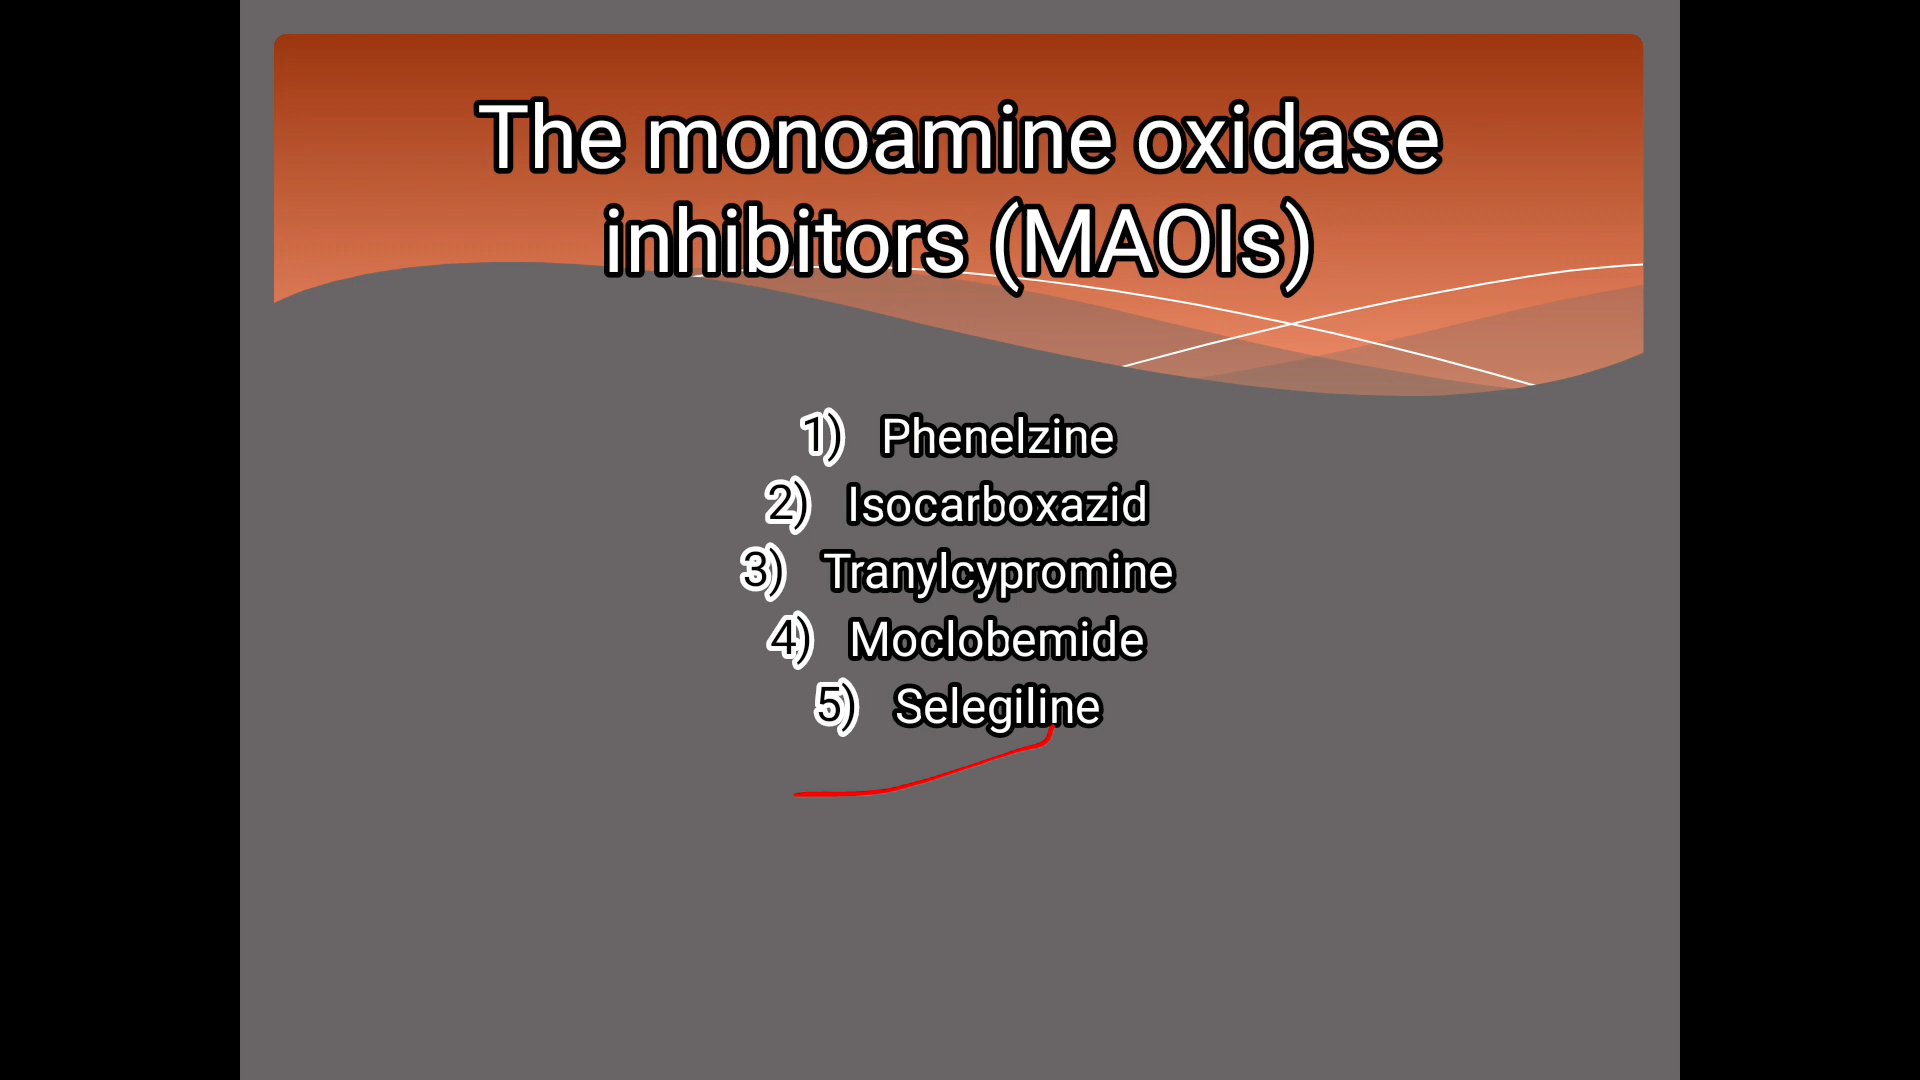 The monoamine oxidase
inhibitors (MAOIs)
1) Phenelzine
2) Isocarboxazid
3) Tranylcypromine
4) Moclobemide
5) Selegiline